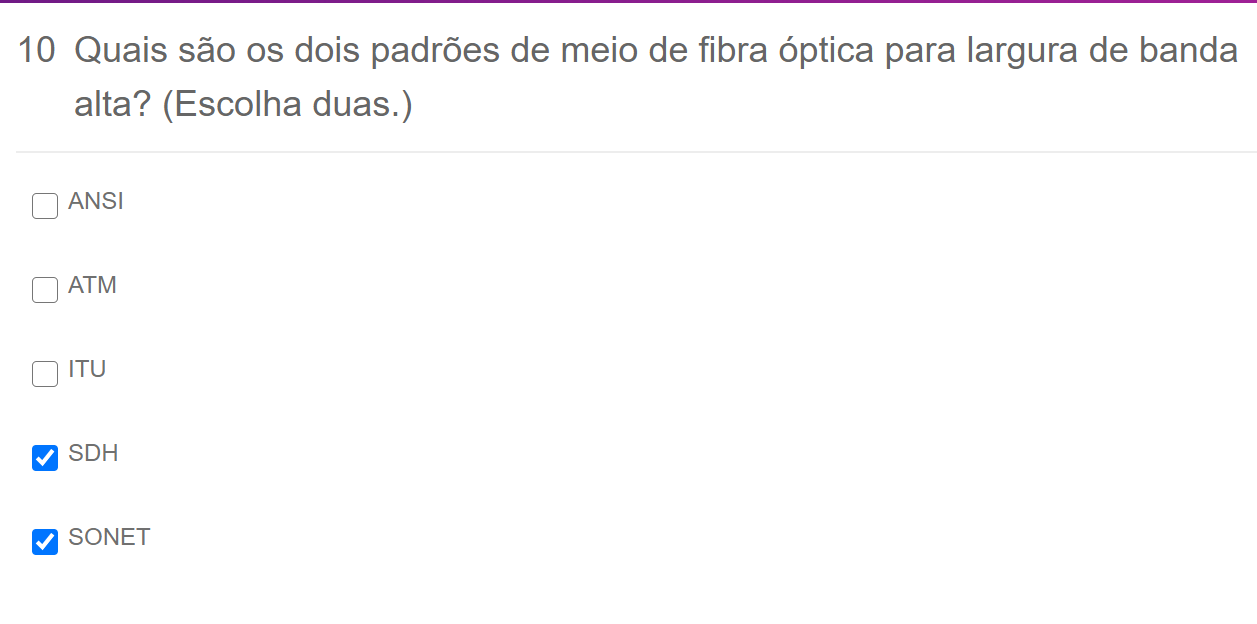 10 Quais são os dois padrões de meio de fibra óptica para largura de banda
alta? (Escolha duas.)
ANSI
ATM
ITU
SDH
SONET